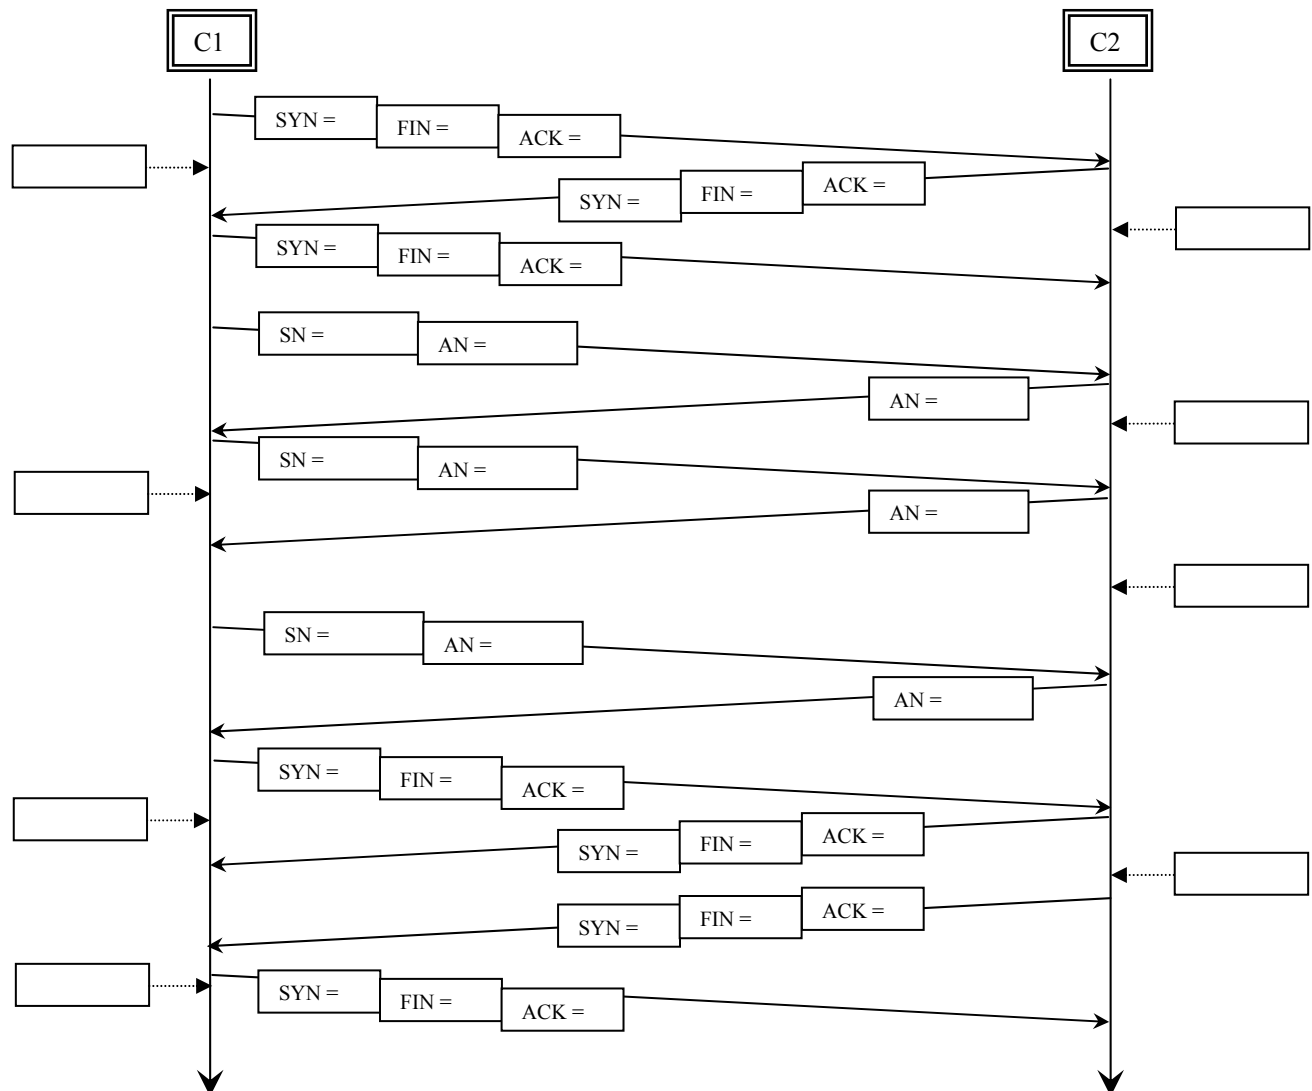 C1
C2
SYN =
FIN =
ACK =
SYN =
FIN =
ACK =
SYN =
FIN =
ACK =
SN =
AN =
AN =
SN =
AN =
AN =
SN =
AN =
AN =
SYN =
FIN =
ACK =
SYN =
FIN =
ACK =
SYN =
FIN =
ACK =
SYN =
FIN =
ACK =